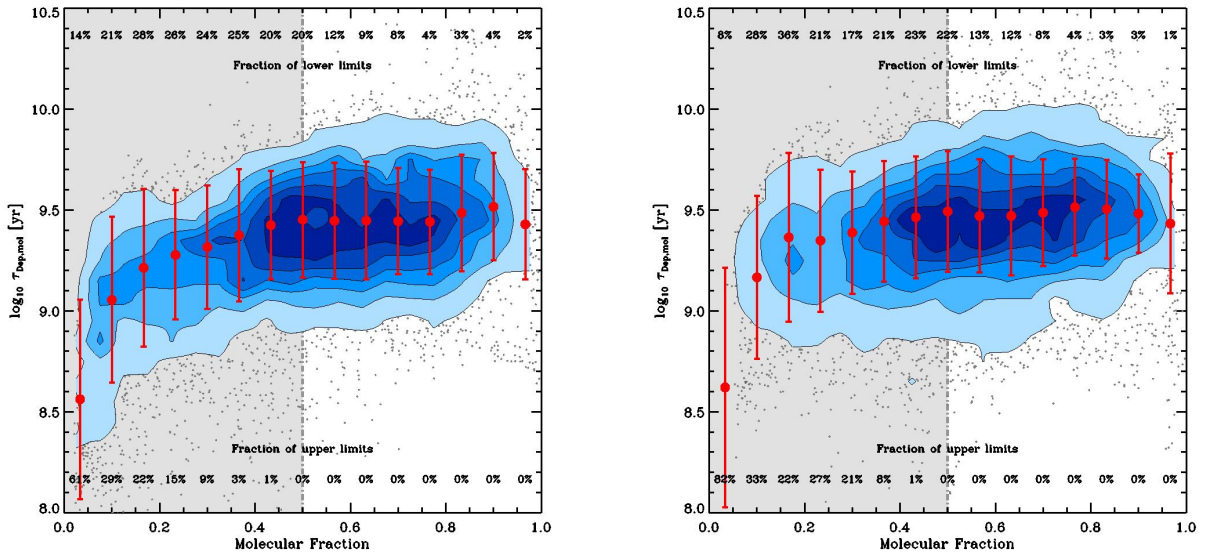 10.5
14% 21% 28% 26% 24% 25% 20% 20% 12% 9% 8% 4% 3% 4% 2%
Fraction of lower limits
10.0
9.5
log₁₀ τDep,mol [yr]
9.0
8.5
Fraction of upper limits
61% 29% 22% 15% 9% 3% 1% 0% 0% 0% 0% 0% 0% 0% 0%
8.0
0.0 0.2 0.4 0.6 0.8 1.0
Molecular Fraction
10.5
8% 28% 36% 21% 17% 21% 23% 22% 13% 12% 8% 4% 3% 3% 1%
Fraction of lower limits
10.0
9.5
log₁₀ τDep,mol [yr]
9.0
8.5
Fraction of upper limits
82% 33% 22% 27% 21% 8% 1% 0% 0% 0% 0% 0% 0% 0% 0%
8.0
0.0 0.2 0.4 0.6 0.8 1.0
Molecular Fraction